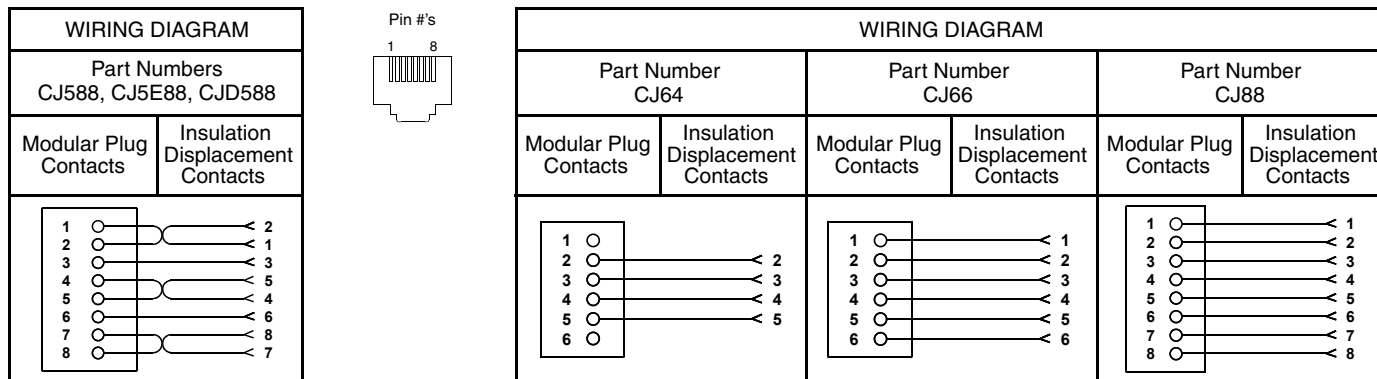 WIRING DIAGRAM
Part Numbers
CJ588, CJ5E88, CJD588
Modular Plug
Contacts
Insulation
Displacement
Contacts
1 2
2 1
3 3
4 5
5 4
6 6
7 8
8 7
Pin #'s
1 8
WIRING DIAGRAM
Part Number
CJ64
Modular Plug
Contacts
Insulation
Displacement
Contacts
1
2 2
3 3
4 4
5 5
6
Part Number
CJ66
Modular Plug
Contacts
Insulation
Displacement
Contacts
1 1
2 2
3 3
4 4
5 5
6 6
Part Number
CJ88
Modular Plug
Contacts
Insulation
Displacement
Contacts
1 1
2 2
3 3
4 4
5 5
6 6
7 7
8 8